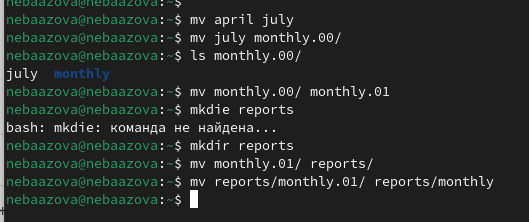 nebaazova@nebaazova:~$
nebaazova@nebaazova:~$ mv april july
nebaazova@nebaazova:~$ mv july monthly.00/
nebaazova@nebaazova:~$ ls monthly.00/
july  monthly
nebaazova@nebaazova:~$ mv monthly.00/ monthly.01
nebaazova@nebaazova:~$ mkdie reports
bash: mkdie: команда не найдена...
nebaazova@nebaazova:~$ mkdir reports
nebaazova@nebaazova:~$ mv monthly.01/ reports/
nebaazova@nebaazova:~$ mv reports/monthly.01/ reports/monthly
nebaazova@nebaazova:~$